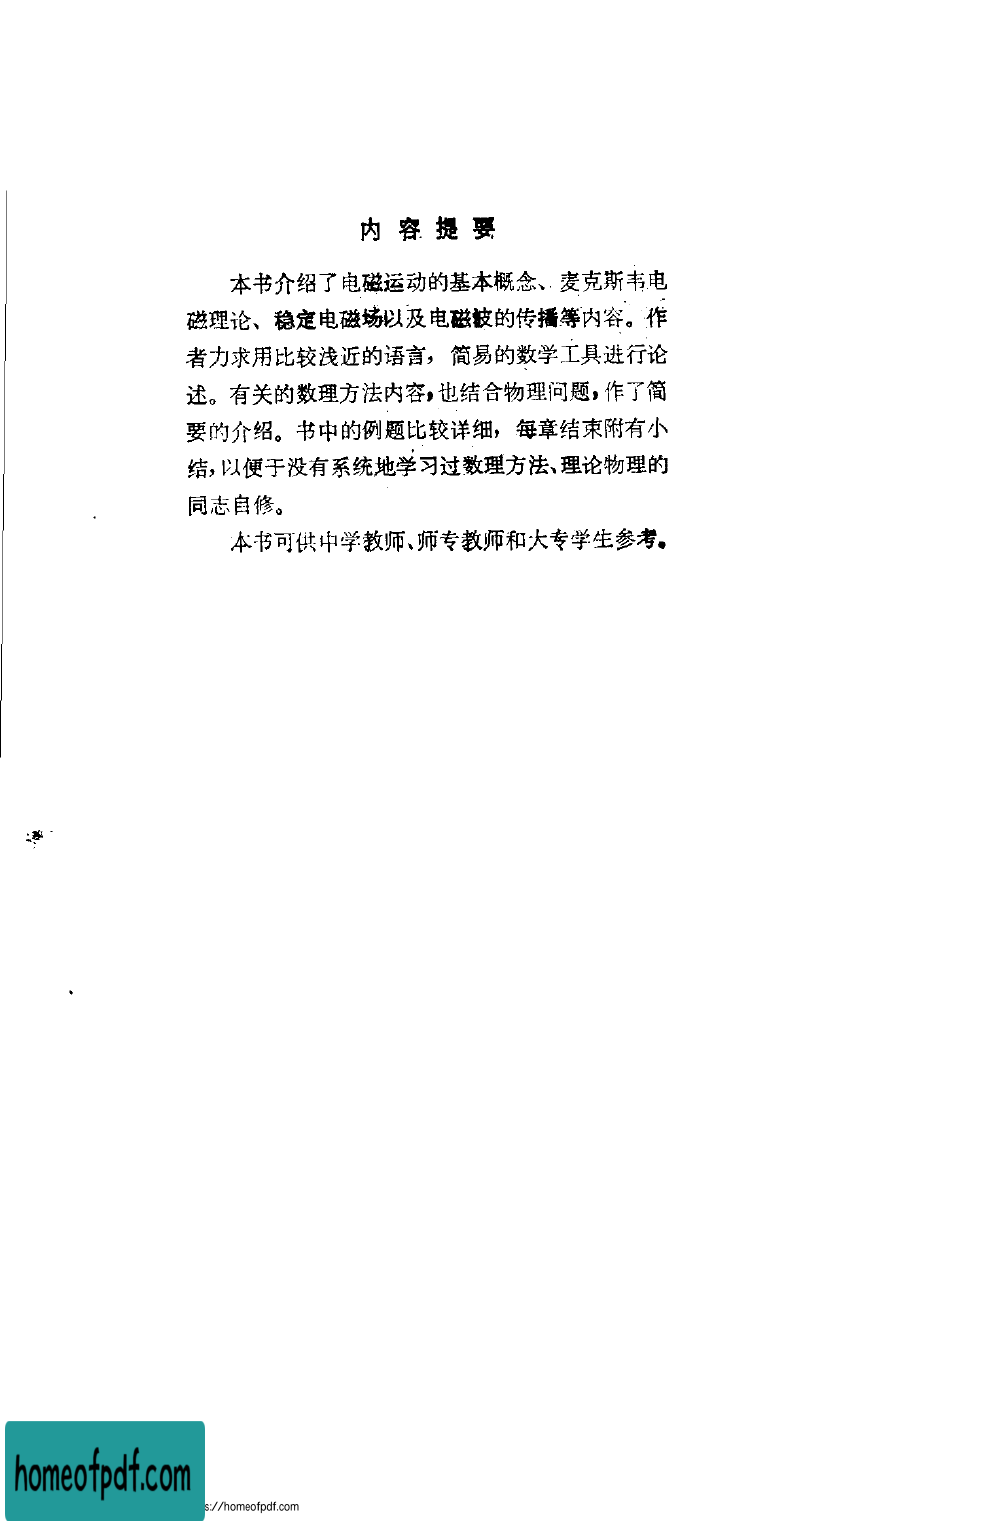 内容提要
本书介绍了电磁运动的基本概念、麦克斯韦电
磁理论、稳定电磁场以及电磁波的传播等内容。作
者力求用比较浅近的语言，简易的数学工具进行论
述。有关的数理方法内容，也结合物理问题，作了简
要的介绍。书中的例题比较详细，每章结束附有小
结，以便于没有系统地学习过数理方法、理论物理的
同志自修。
本书可供中学教师、师专教师和大专学生参考。
homeofpdf.com
s://homeofpdf.com